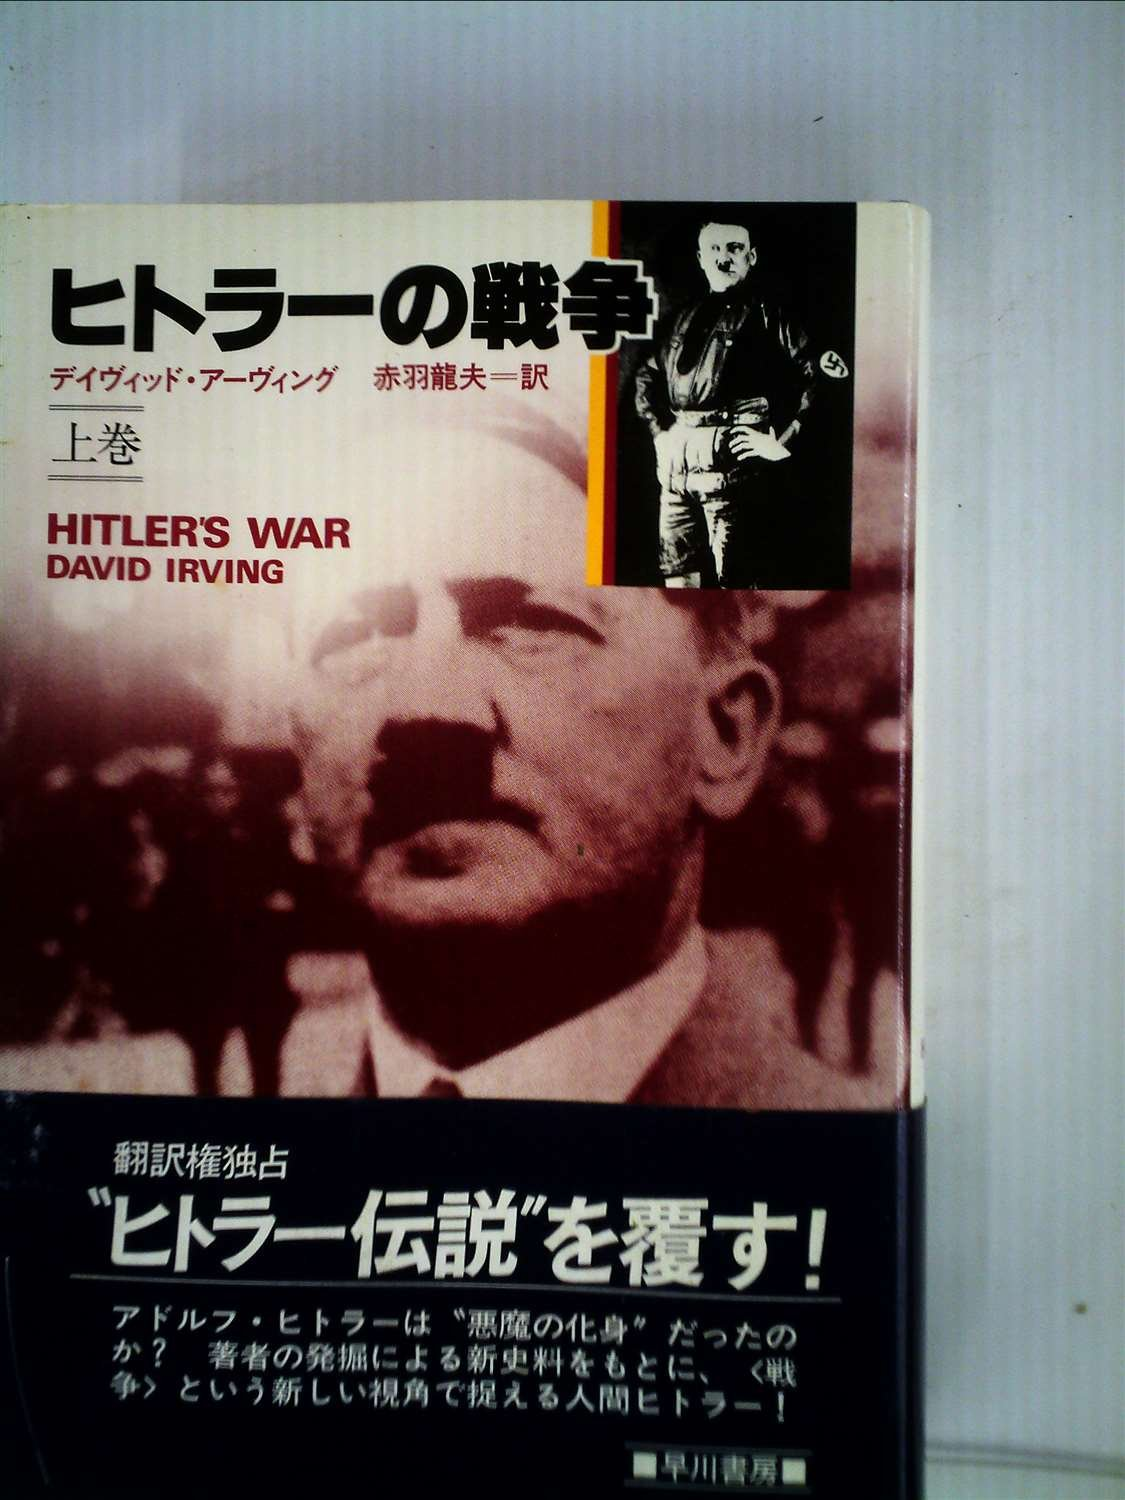 ヒトラーの戦争
デイヴィッド・アーヴィング 赤羽龍夫＝訳
上巻
HITLER'S WAR
DAVID IRVING
翻訳権独占
〝ヒトラー伝説〟を覆す！
アドルフ・ヒトラーは〝悪魔の化身〟だったの
か？ 著者の発掘による新史料をもとに、〈戦
争〉という新しい視角で捉える人間ヒトラー！
■早川書房■